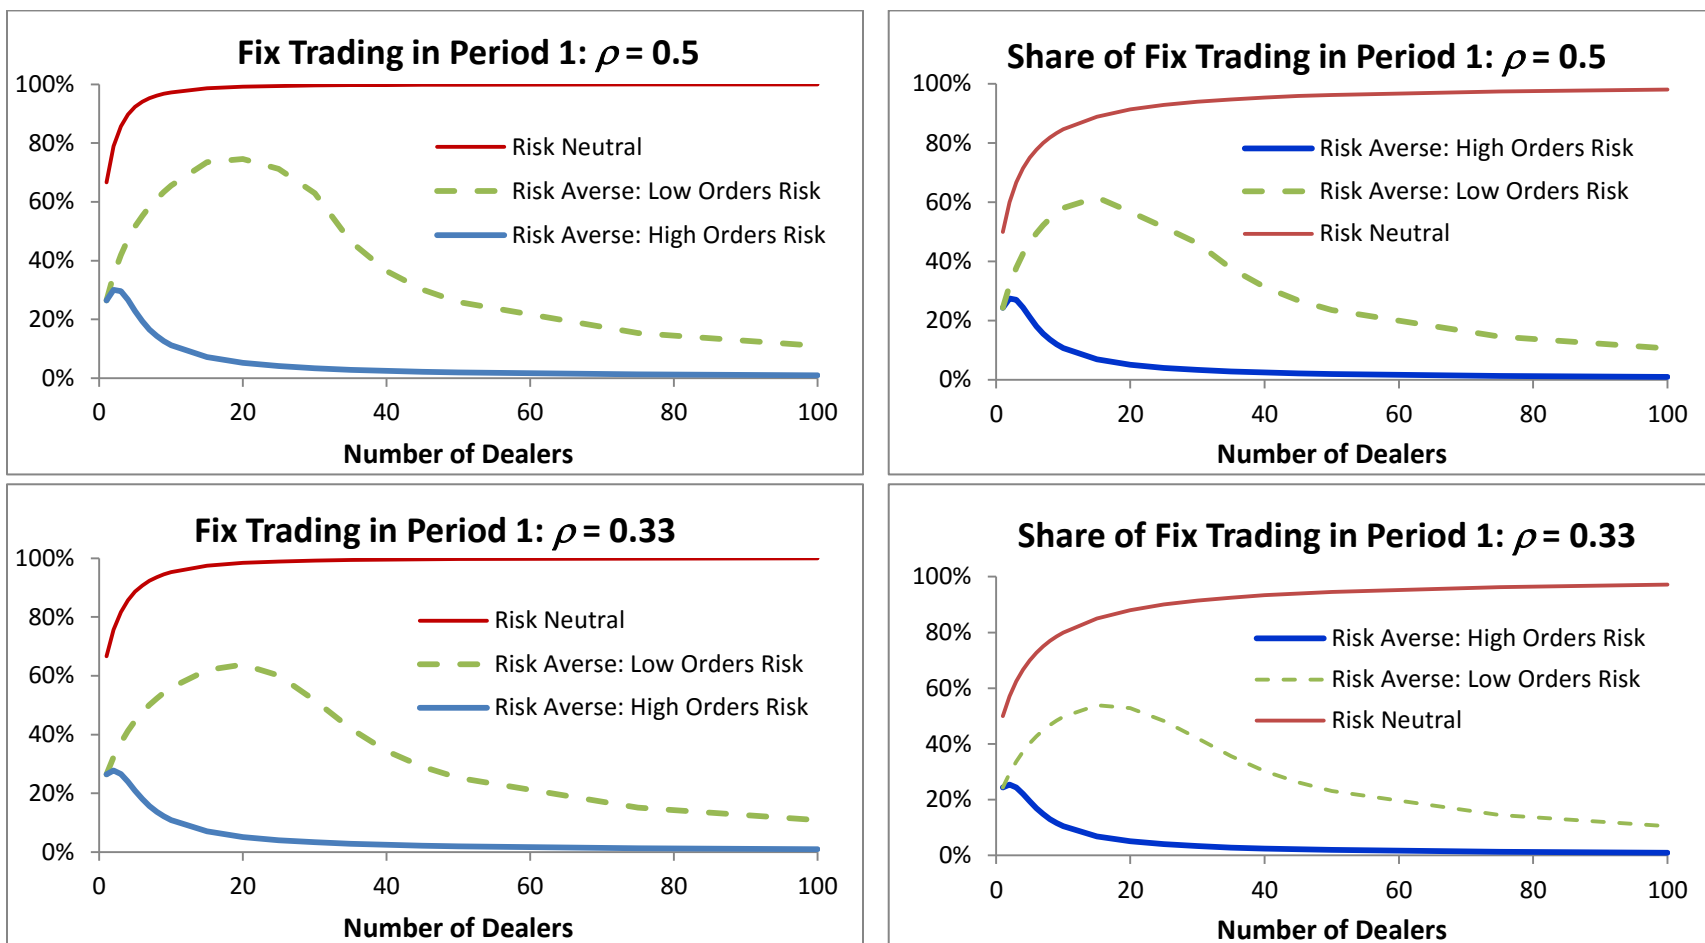 Fix Trading in Period 1: ρ = 0.5
100%
80%
60%
40%
20%
0%
Risk Neutral
Risk Averse: Low Orders Risk
Risk Averse: High Orders Risk
0 20 40 60 80 100
Number of Dealers
Share of Fix Trading in Period 1: ρ = 0.5
100%
80%
60%
40%
20%
0%
Risk Averse: High Orders Risk
Risk Averse: Low Orders Risk
Risk Neutral
0 20 40 60 80 100
Number of Dealers
Fix Trading in Period 1: ρ = 0.33
100%
80%
60%
40%
20%
0%
Risk Neutral
Risk Averse: Low Orders Risk
Risk Averse: High Orders Risk
0 20 40 60 80 100
Number of Dealers
Share of Fix Trading in Period 1: ρ = 0.33
100%
80%
60%
40%
20%
0%
Risk Averse: High Orders Risk
Risk Averse: Low Orders Risk
Risk Neutral
0 20 40 60 80 100
Number of Dealers